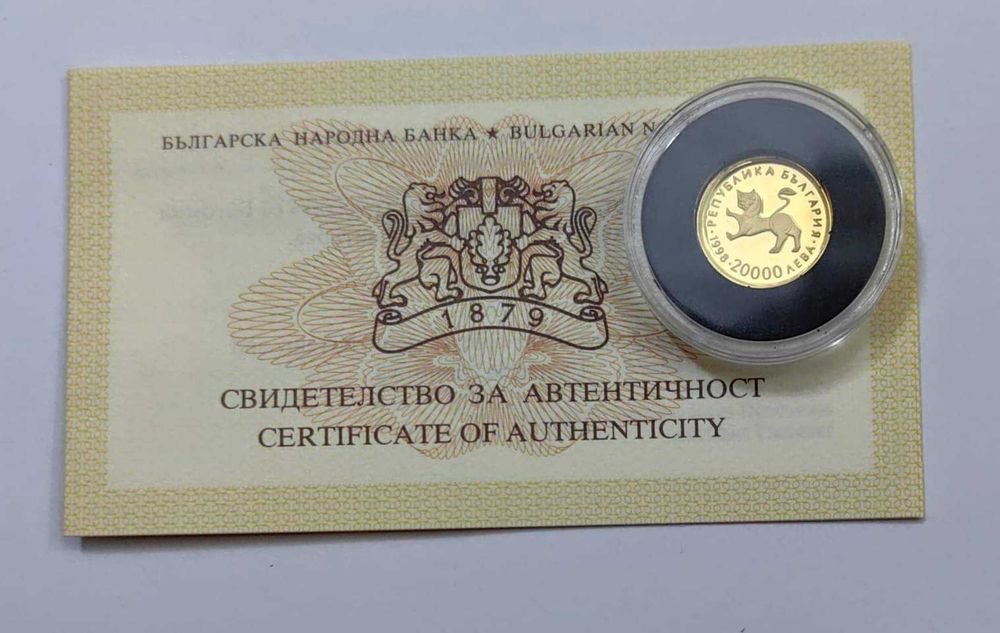 БЪЛГАРСКА НАРОДНА БАНКА ★ BULGARIAN N
1879
СВИДЕТЕЛСТВО ЗА АВТЕНТИЧНОСТ
CERTIFICATE OF AUTHENTICITY
РЕПУБЛИКА БЪЛГАРИЯ
· 1998 · 20000 ЛЕВА ·